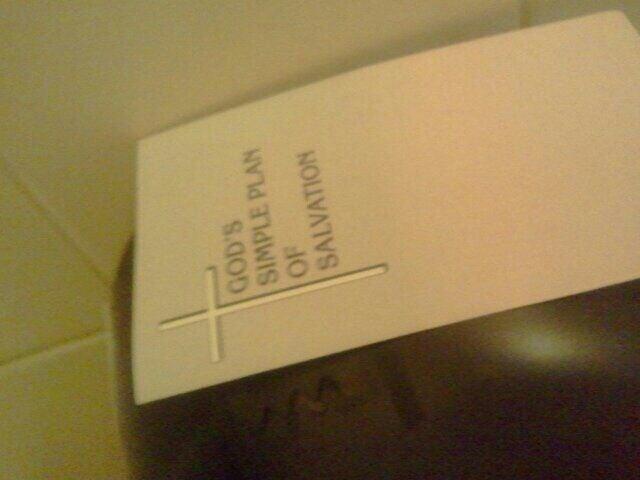 GOD'S
SIMPLE PLAN
OF
SALVATION